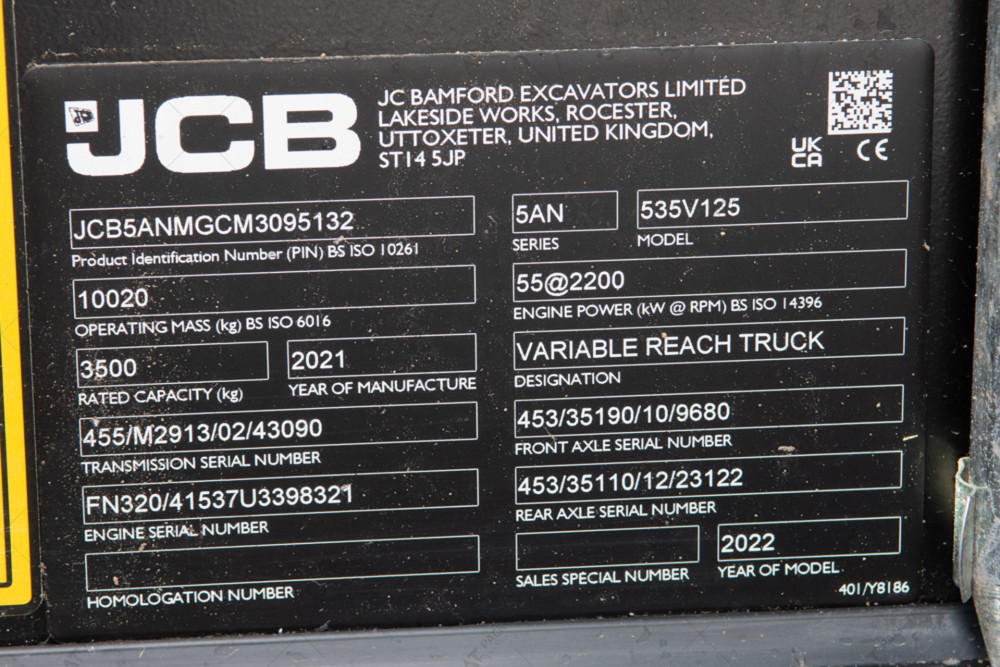 JCB
JC BAMFORD EXCAVATORS LIMITED
LAKESIDE WORKS, ROCESTER,
UTTOXETER, UNITED KINGDOM,
ST14 5JP
UK
CA
CE
JCB5ANMGCM3095132
Product Identification Number (PIN) BS ISO 10261
5AN
SERIES
535V125
MODEL
10020
OPERATING MASS (kg) BS ISO 6016
55@2200
ENGINE POWER (kW @ RPM) BS ISO 14396
3500
RATED CAPACITY (kg)
2021
YEAR OF MANUFACTURE
VARIABLE REACH TRUCK
DESIGNATION
455/M2913/02/43090
TRANSMISSION SERIAL NUMBER
453/35190/10/9680
FRONT AXLE SERIAL NUMBER
FN320/41537U3398321
ENGINE SERIAL NUMBER
453/35110/12/23122
REAR AXLE SERIAL NUMBER
HOMOLOGATION NUMBER
SALES SPECIAL NUMBER
2022
YEAR OF MODEL
401/Y8186